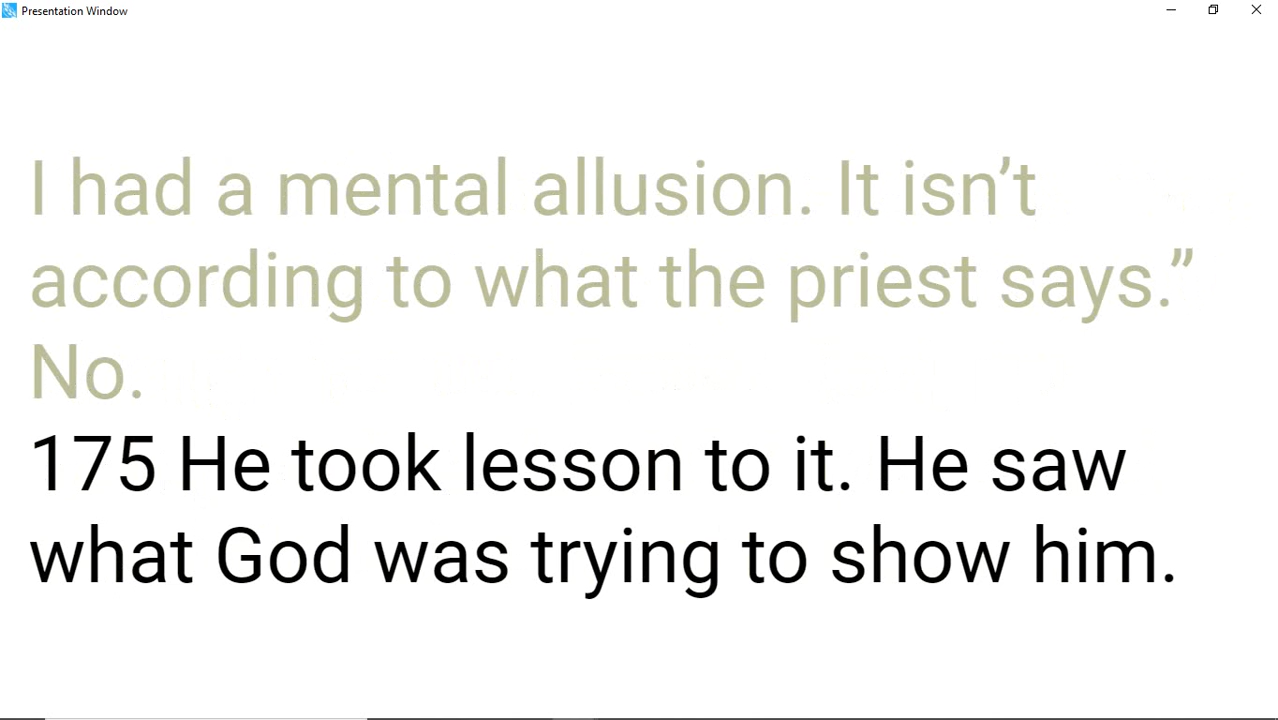 Presentation Window
I had a mental allusion. It isn’t
according to what the priest says.”
No.
175 He took lesson to it. He saw
what God was trying to show him.